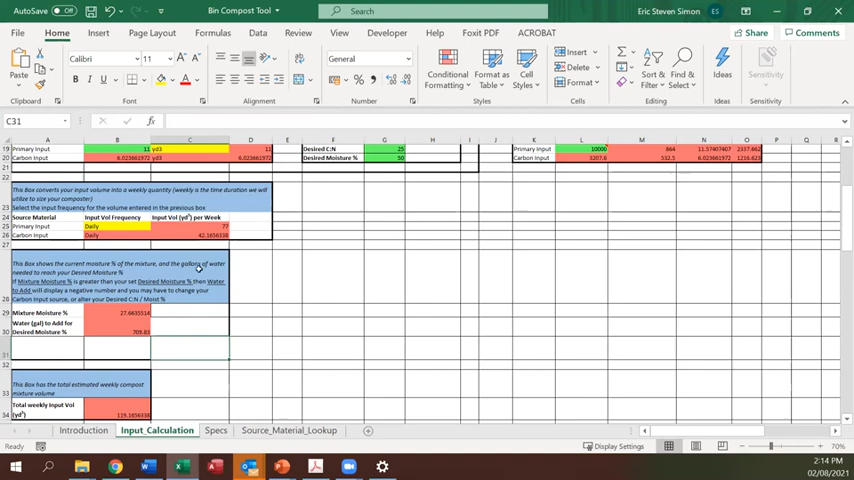 AutoSave Off Bin Compost Tool Search Eric Steven Simon ES
File Home Insert Draw Page Layout Formulas Data Review View Developer Foxit PDF ACROBAT Share Comments
Paste Calibri 11 A A General Conditional Formatting Format as Table Cell Styles Insert Delete Format Sort & Filter Find & Select Ideas Sensitivity
B I U $ % 9
Clipboard Font Alignment Number Styles Cells Editing Ideas Sensitivity
C31 fx
A B C D E F G H I J K L M N O P Q R
19 Primary Input 11 yd3 11 Desired C:N 25 Primary Input 10000 864 11.57407407 2337.662
20 Carbon Input 6.023661972 6.023661972 Desired Moisture % 50 Carbon Input 3207.6 532.5 6.023661972 1216.623
21
22
This Box converts your input volume into a weekly quantity (weekly is the time duration we will
utilize to size your composter)
23 Select the input frequency for the volume entered in the previous box
24 Source Material Input Vol Frequency Input Vol (yd³) per Week
25 Primary Input Daily 77
26 Carbon Input Daily 42.1656338
27
This Box shows the current moisture % of the mixture, and the gallons of water
needed to reach your Desired Moisture %
If Mixture Moisture % is greater than your set Desired Moisture % then Water
to Add will display a negative number and you may have to change your
28 Carbon Input source, or alter your Desired C:N / Moist %
29 Mixture Moisture % 27.6635514
Water (gal) to Add for
30 Desired Moisture % 709.83
31
32
This Box has the total estimated weekly compost
33 mixture volume
Total weekly Input Vol
34 (yd³) 119.1656338
Introduction Input_Calculation Specs Source_Material_Lookup
Ready Display Settings 70%
2:14 PM
02/08/2021